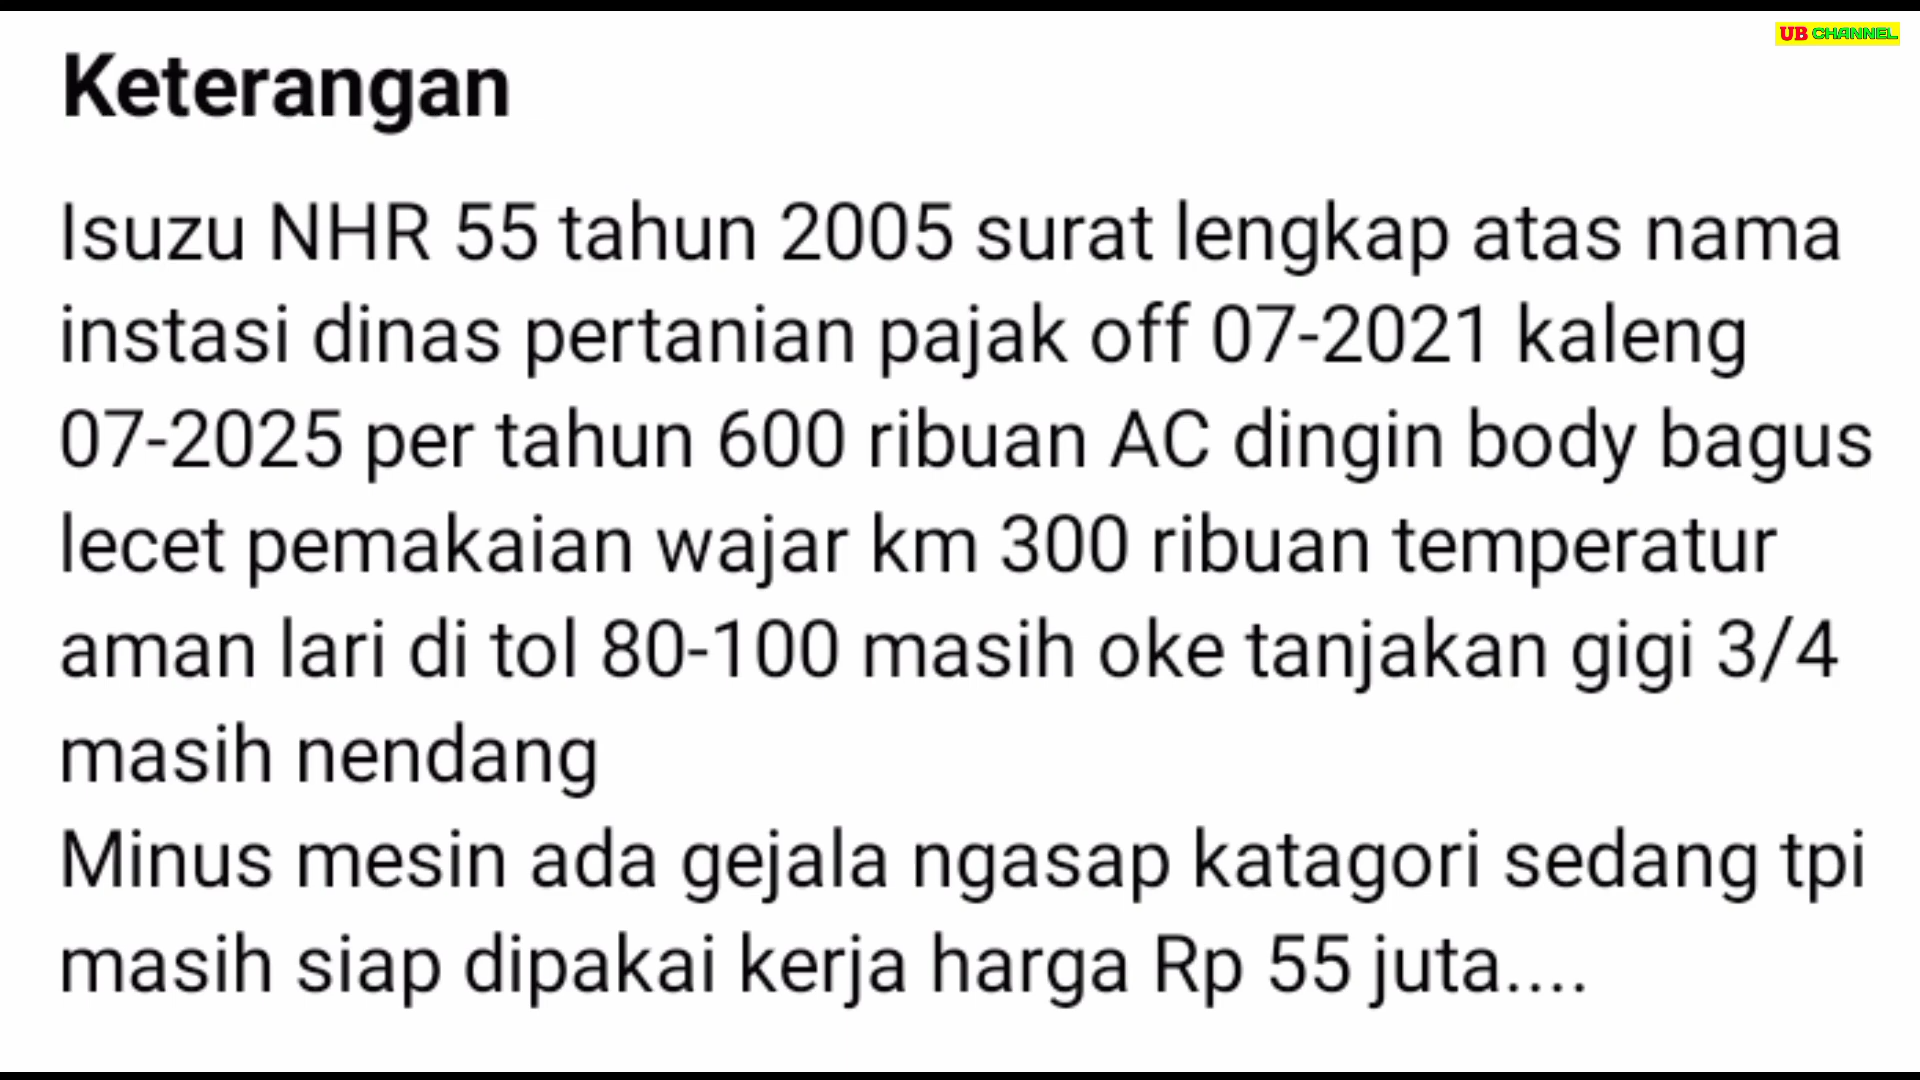 UB CHANNEL
Keterangan
Isuzu NHR 55 tahun 2005 surat lengkap atas nama
instasi dinas pertanian pajak off 07-2021 kaleng
07-2025 per tahun 600 ribuan AC dingin body bagus
lecet pemakaian wajar km 300 ribuan temperatur
aman lari di tol 80-100 masih oke tanjakan gigi 3/4
masih nendang
Minus mesin ada gejala ngasap katagori sedang tpi
masih siap dipakai kerja harga Rp 55 juta....